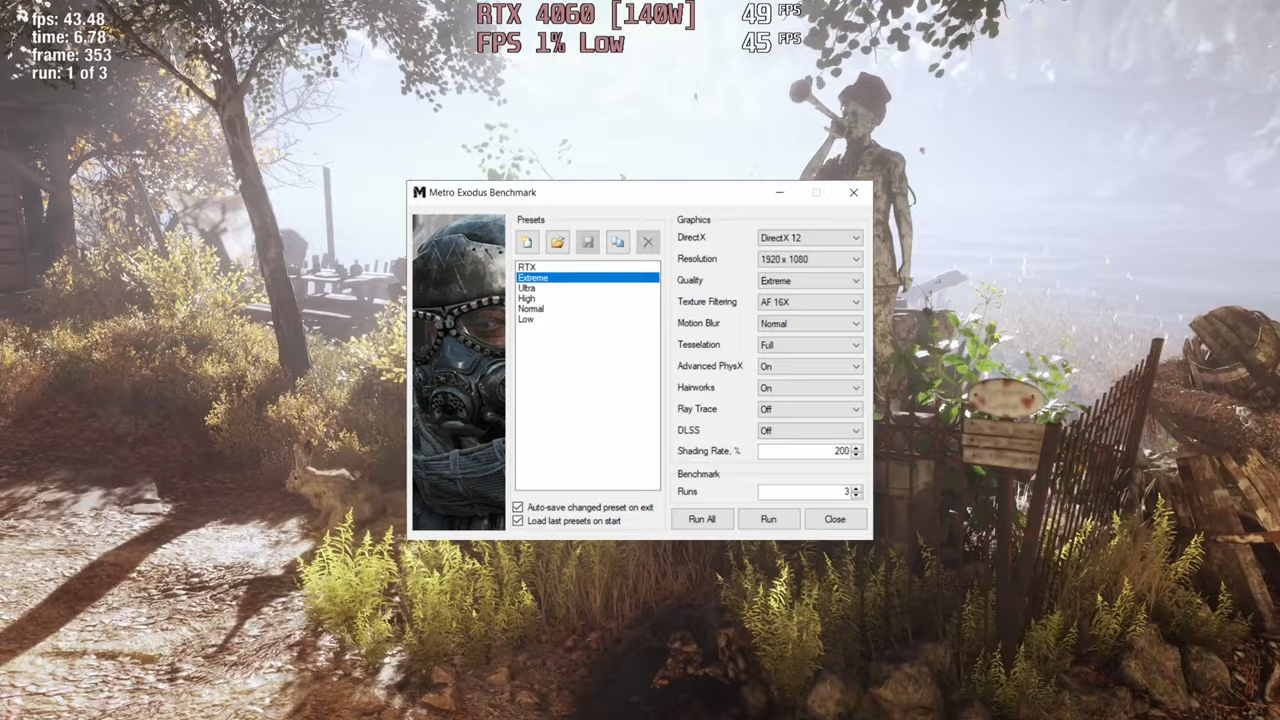 fps: 43.48
time: 6.78
frame: 353
run: 1 of 3
RTX 4060 [140W] 49 FPS
FPS 1% Low 45 FPS
Metro Exodus Benchmark
Presets
RTX
Extreme
Ultra
High
Normal
Low
Auto-save changed preset on exit
Load last presets on start
Graphics
DirectX DirectX 12
Resolution 1920 x 1080
Quality Extreme
Texture Filtering AF 16X
Motion Blur Normal
Tesselation Full
Advanced PhysX On
Hairworks On
Ray Trace Off
DLSS Off
Shading Rate, % 200
Benchmark
Runs 3
Run All Run Close